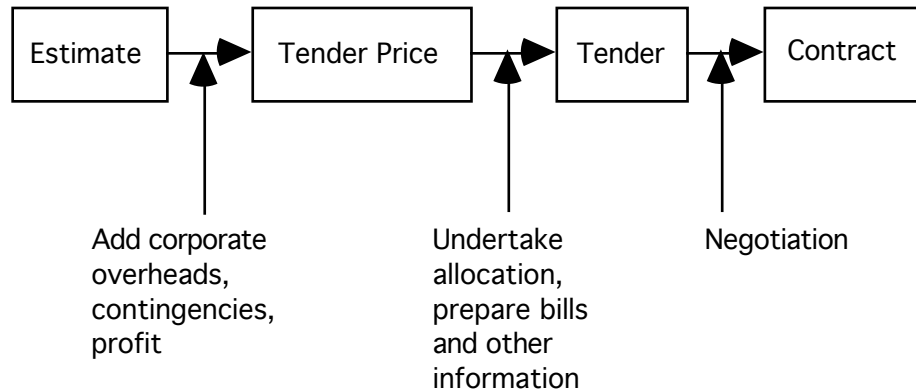 Estimate
Tender Price
Tender
Contract
Add corporate
overheads,
contingencies,
profit
Undertake
allocation,
prepare bills
and other
information
Negotiation